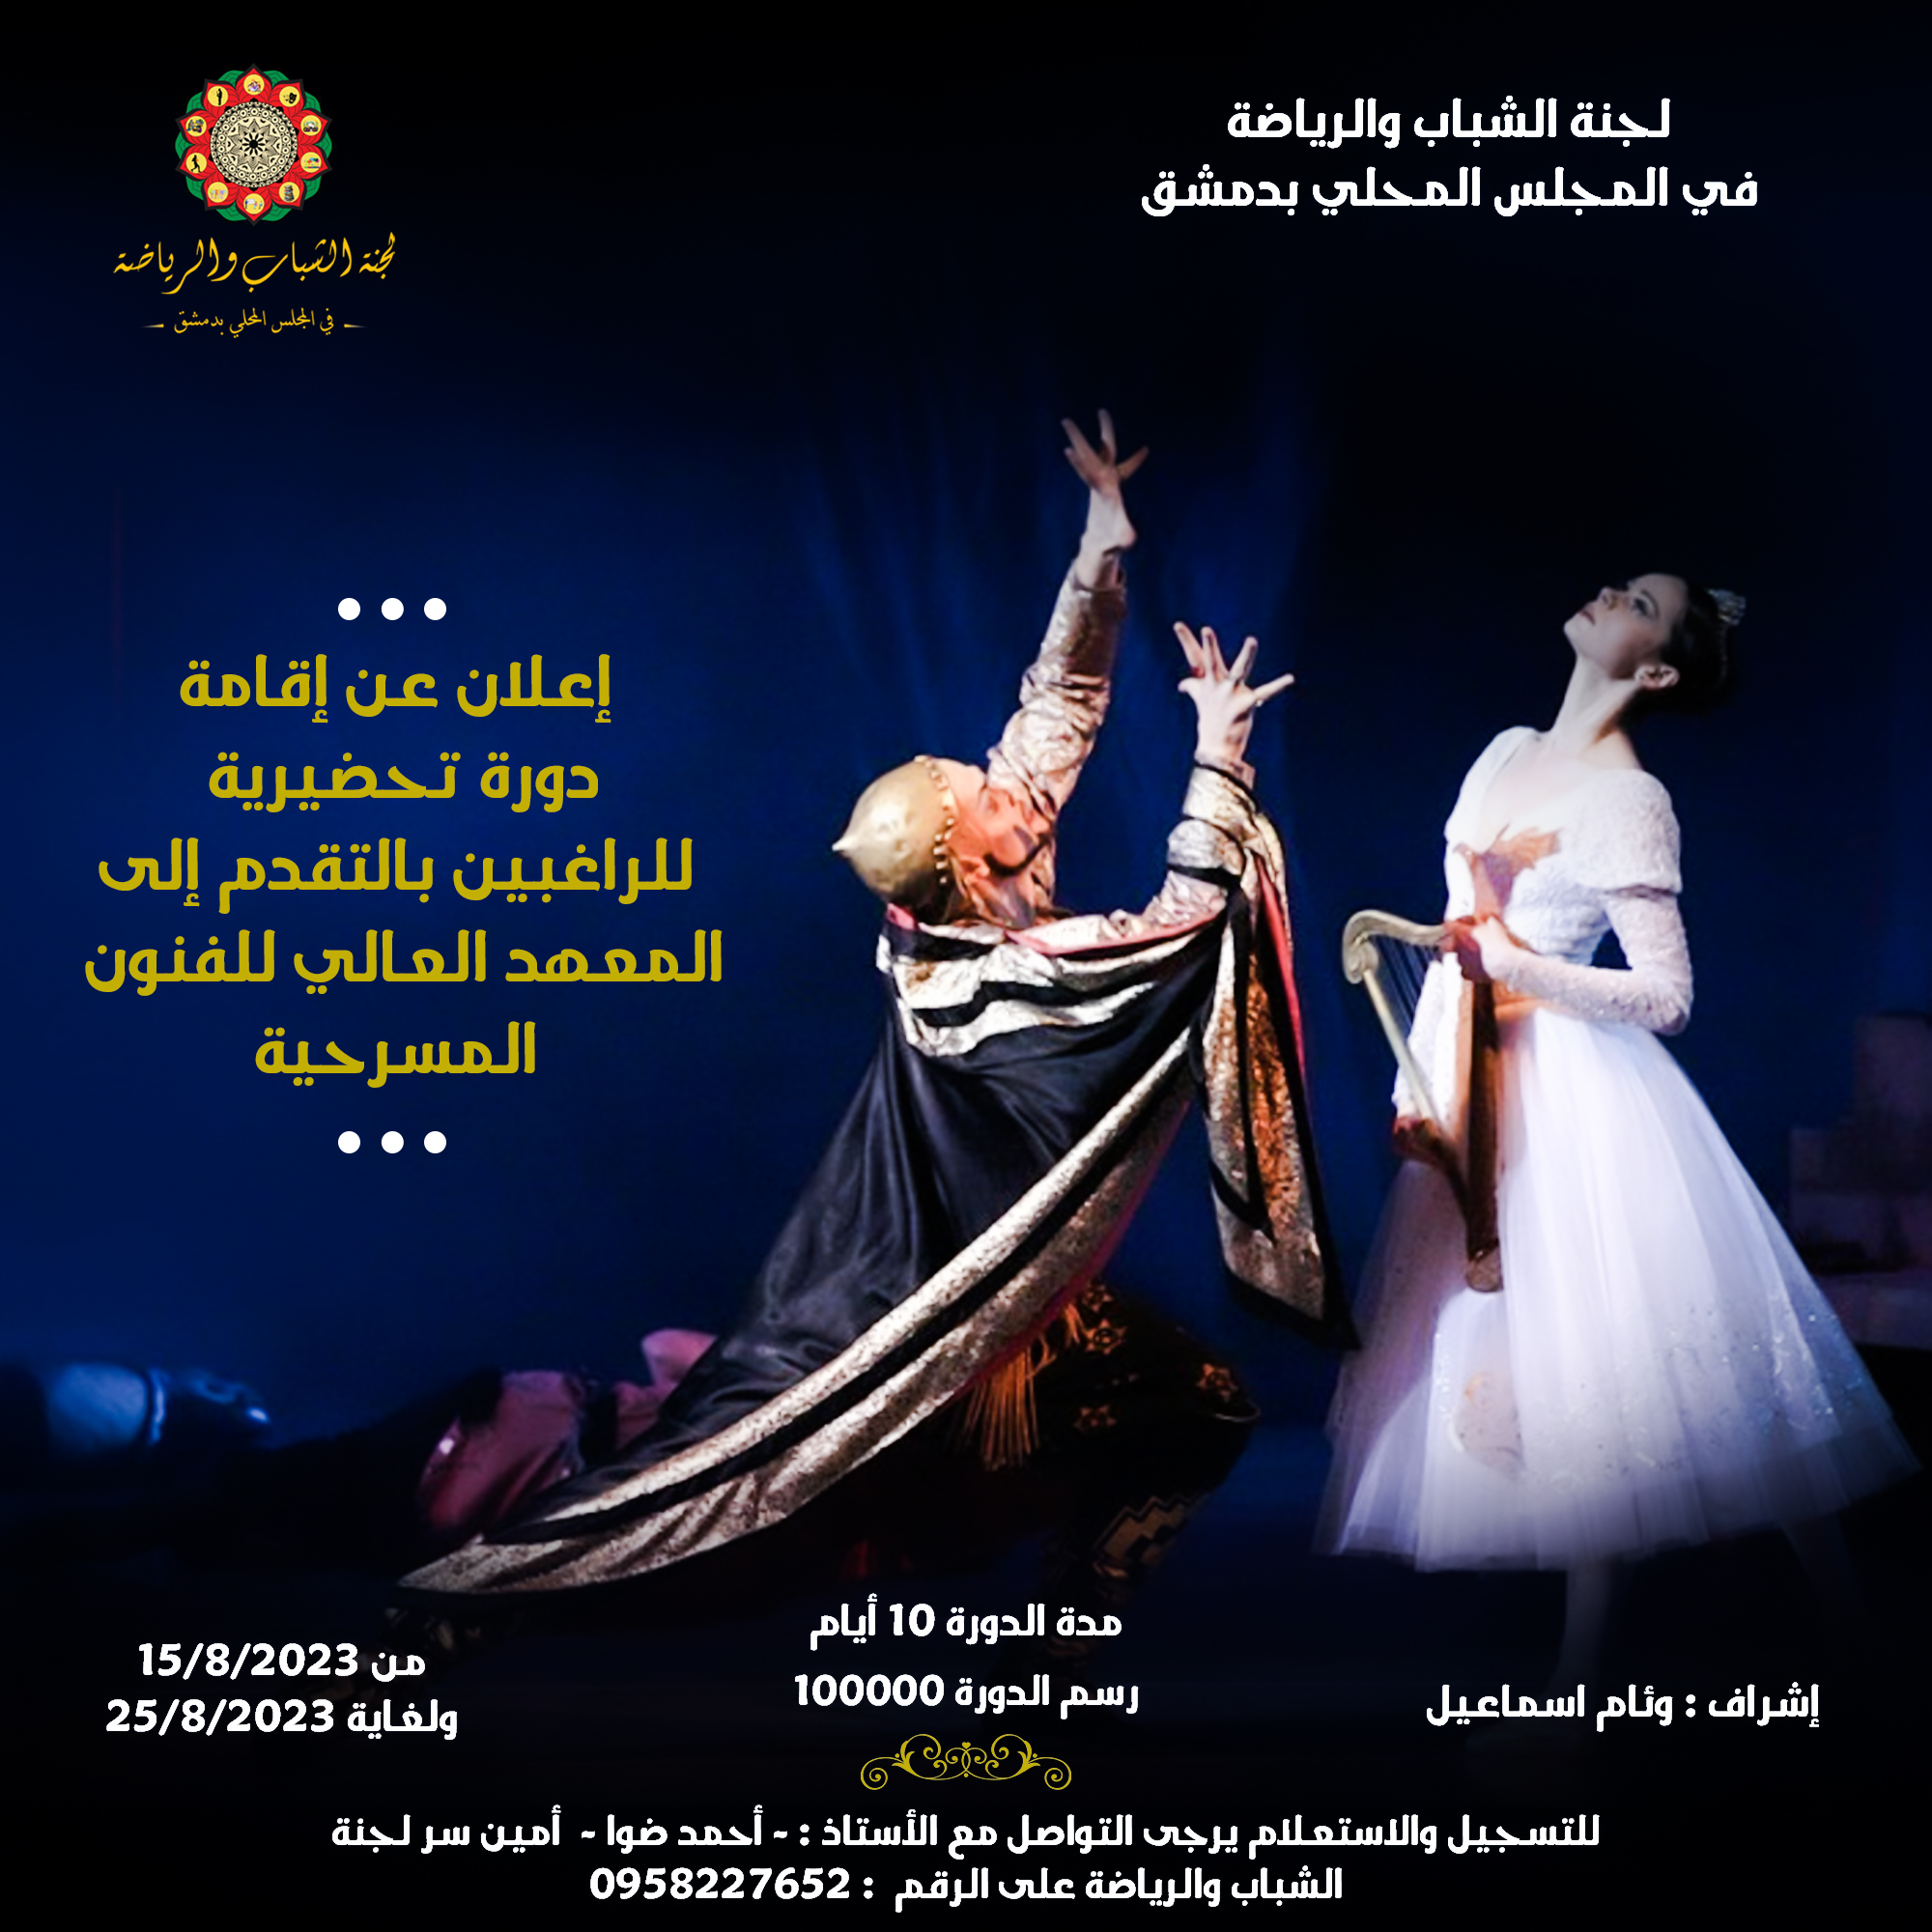 لجنة الشباب والرياضة
في المجلس المحلي بدمشق
لجنة الشباب والرياضة
في المجلس المحلي بدمشق
إعلان عن إقامة
دورة تحضيرية
للراغبين بالتقدم إلى
المعهد العالي للفنون
المسرحية
مدة الدورة 10 أيام
رسم الدورة 100000
إشراف : وئام اسماعيل
من 15/8/2023
ولغاية 25/8/2023
للتسجيل والاستعلام يرجى التواصل مع الأستاذ : - أحمد ضوا - أمين سر لجنة
الشباب والرياضة على الرقم : 0958227652